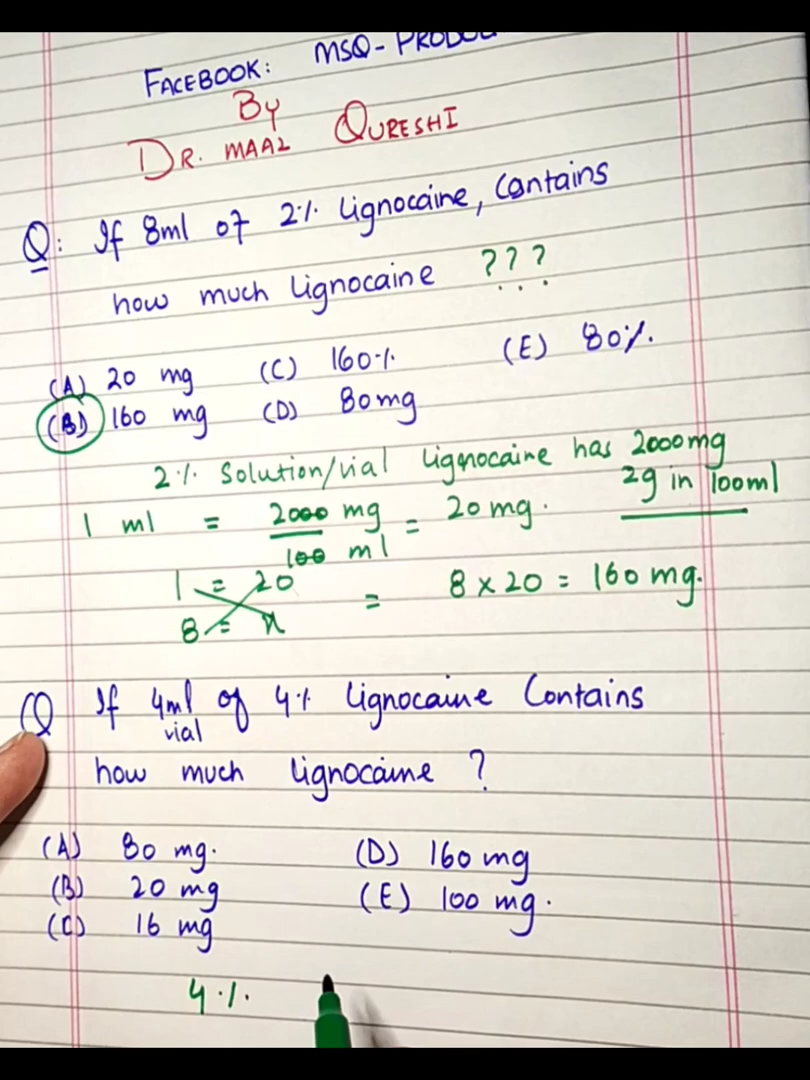 FACEBOOK: MSQ-
By
DR. MAAZ QURESHI
Q: If 8ml of 2% lignocaine, Contains
how much lignocaine ???
(A) 20 mg (C) 160% (E) 80%.
(B) 160 mg (D) 80mg
2% Solution/vial lignocaine has 2000mg
2g in 100ml
1 ml = 2000 mg = 20mg.
100 ml
1 = 20 = 8 x 20 = 160 mg.
8 = x
Q If 4ml of 4% lignocaine Contains
vial
how much lignocaine ?
(A) 80 mg. (D) 160 mg
(B) 20 mg (E) 100 mg.
(C) 16 mg
4%